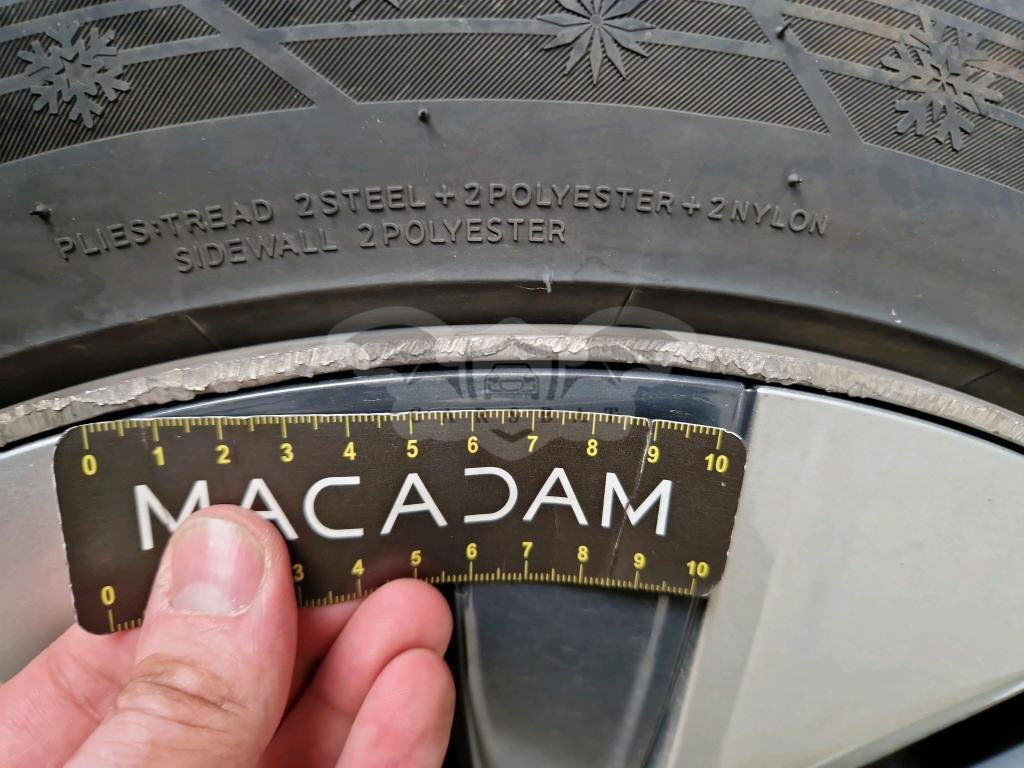 PLIES:TREAD 2STEEL+2POLYESTER+2NYLON
SIDEWALL 2POLYESTER
0 1 2 3 4 5 6 7 8 9 10
MACADAM
0 3 4 5 6 7 8 9 10